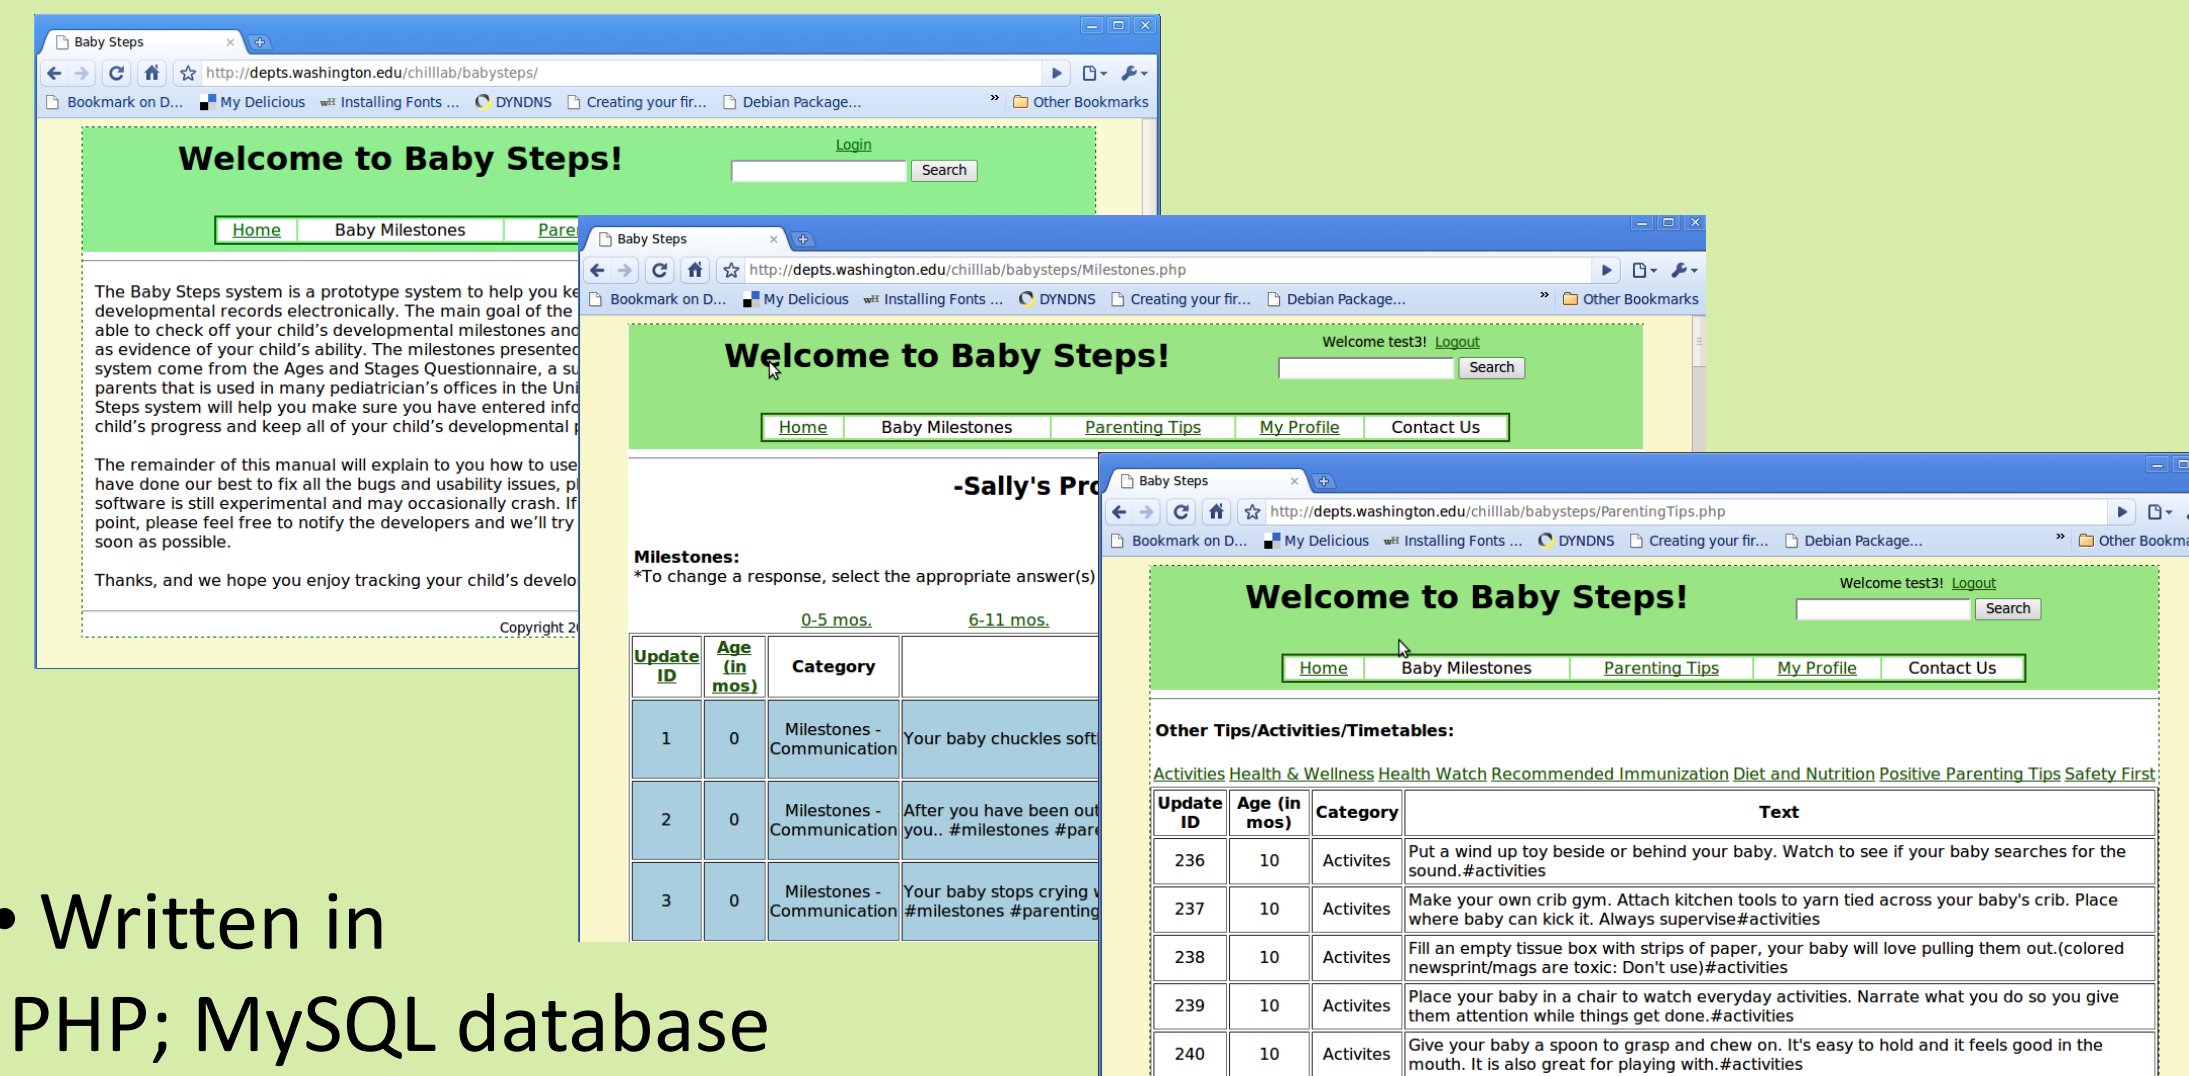 Baby Steps
http://depts.washington.edu/chilllab/babysteps/
Bookmark on D... My Delicious Installing Fonts ... DYNDNS Creating your fir... Debian Package... » Other Bookmarks
Welcome to Baby Steps!
Login
Search
Home Baby Milestones Pare
The Baby Steps system is a prototype system to help you ke
developmental records electronically. The main goal of the
able to check off your child's developmental milestones and
as evidence of your child's ability. The milestones presented
system come from the Ages and Stages Questionnaire, a su
parents that is used in many pediatrician's offices in the Uni
Steps system will help you make sure you have entered info
child's progress and keep all of your child's developmental p
The remainder of this manual will explain to you how to use
have done our best to fix all the bugs and usability issues, pl
software is still experimental and may occasionally crash. If
point, please feel free to notify the developers and we'll try
soon as possible.
Thanks, and we hope you enjoy tracking your child's develo
Copyright 20
Baby Steps
http://depts.washington.edu/chilllab/babysteps/Milestones.php
Bookmark on D... My Delicious Installing Fonts ... DYNDNS Creating your fir... Debian Package... » Other Bookmarks
Welcome to Baby Steps!
Welcome test3! Logout
Search
Home Baby Milestones Parenting Tips My Profile Contact Us
-Sally's Pro
Milestones:
*To change a response, select the appropriate answer(s)
0-5 mos. 6-11 mos.
Update ID Age (in mos) Category
1 0 Milestones - Communication Your baby chuckles softl
2 0 Milestones - Communication After you have been out
you.. #milestones #pare
3 0 Milestones - Communication Your baby stops crying w
#milestones #parenting
Baby Steps
http://depts.washington.edu/chilllab/babysteps/ParentingTips.php
Bookmark on D... My Delicious Installing Fonts ... DYNDNS Creating your fir... Debian Package... » Other Bookma
Welcome to Baby Steps!
Welcome test3! Logout
Search
Home Baby Milestones Parenting Tips My Profile Contact Us
Other Tips/Activities/Timetables:
Activities Health & Wellness Health Watch Recommended Immunization Diet and Nutrition Positive Parenting Tips Safety First
Update ID Age (in mos) Category Text
236 10 Activites Put a wind up toy beside or behind your baby. Watch to see if your baby searches for the
sound.#activities
237 10 Activites Make your own crib gym. Attach kitchen tools to yarn tied across your baby's crib. Place
where baby can kick it. Always supervise#activities
238 10 Activites Fill an empty tissue box with strips of paper, your baby will love pulling them out.(colored
newsprint/mags are toxic: Don't use)#activities
239 10 Activites Place your baby in a chair to watch everyday activities. Narrate what you do so you give
them attention while things get done.#activities
240 10 Activites Give your baby a spoon to grasp and chew on. It's easy to hold and it feels good in the
mouth. It is also great for playing with.#activities
• Written in
PHP; MySQL database